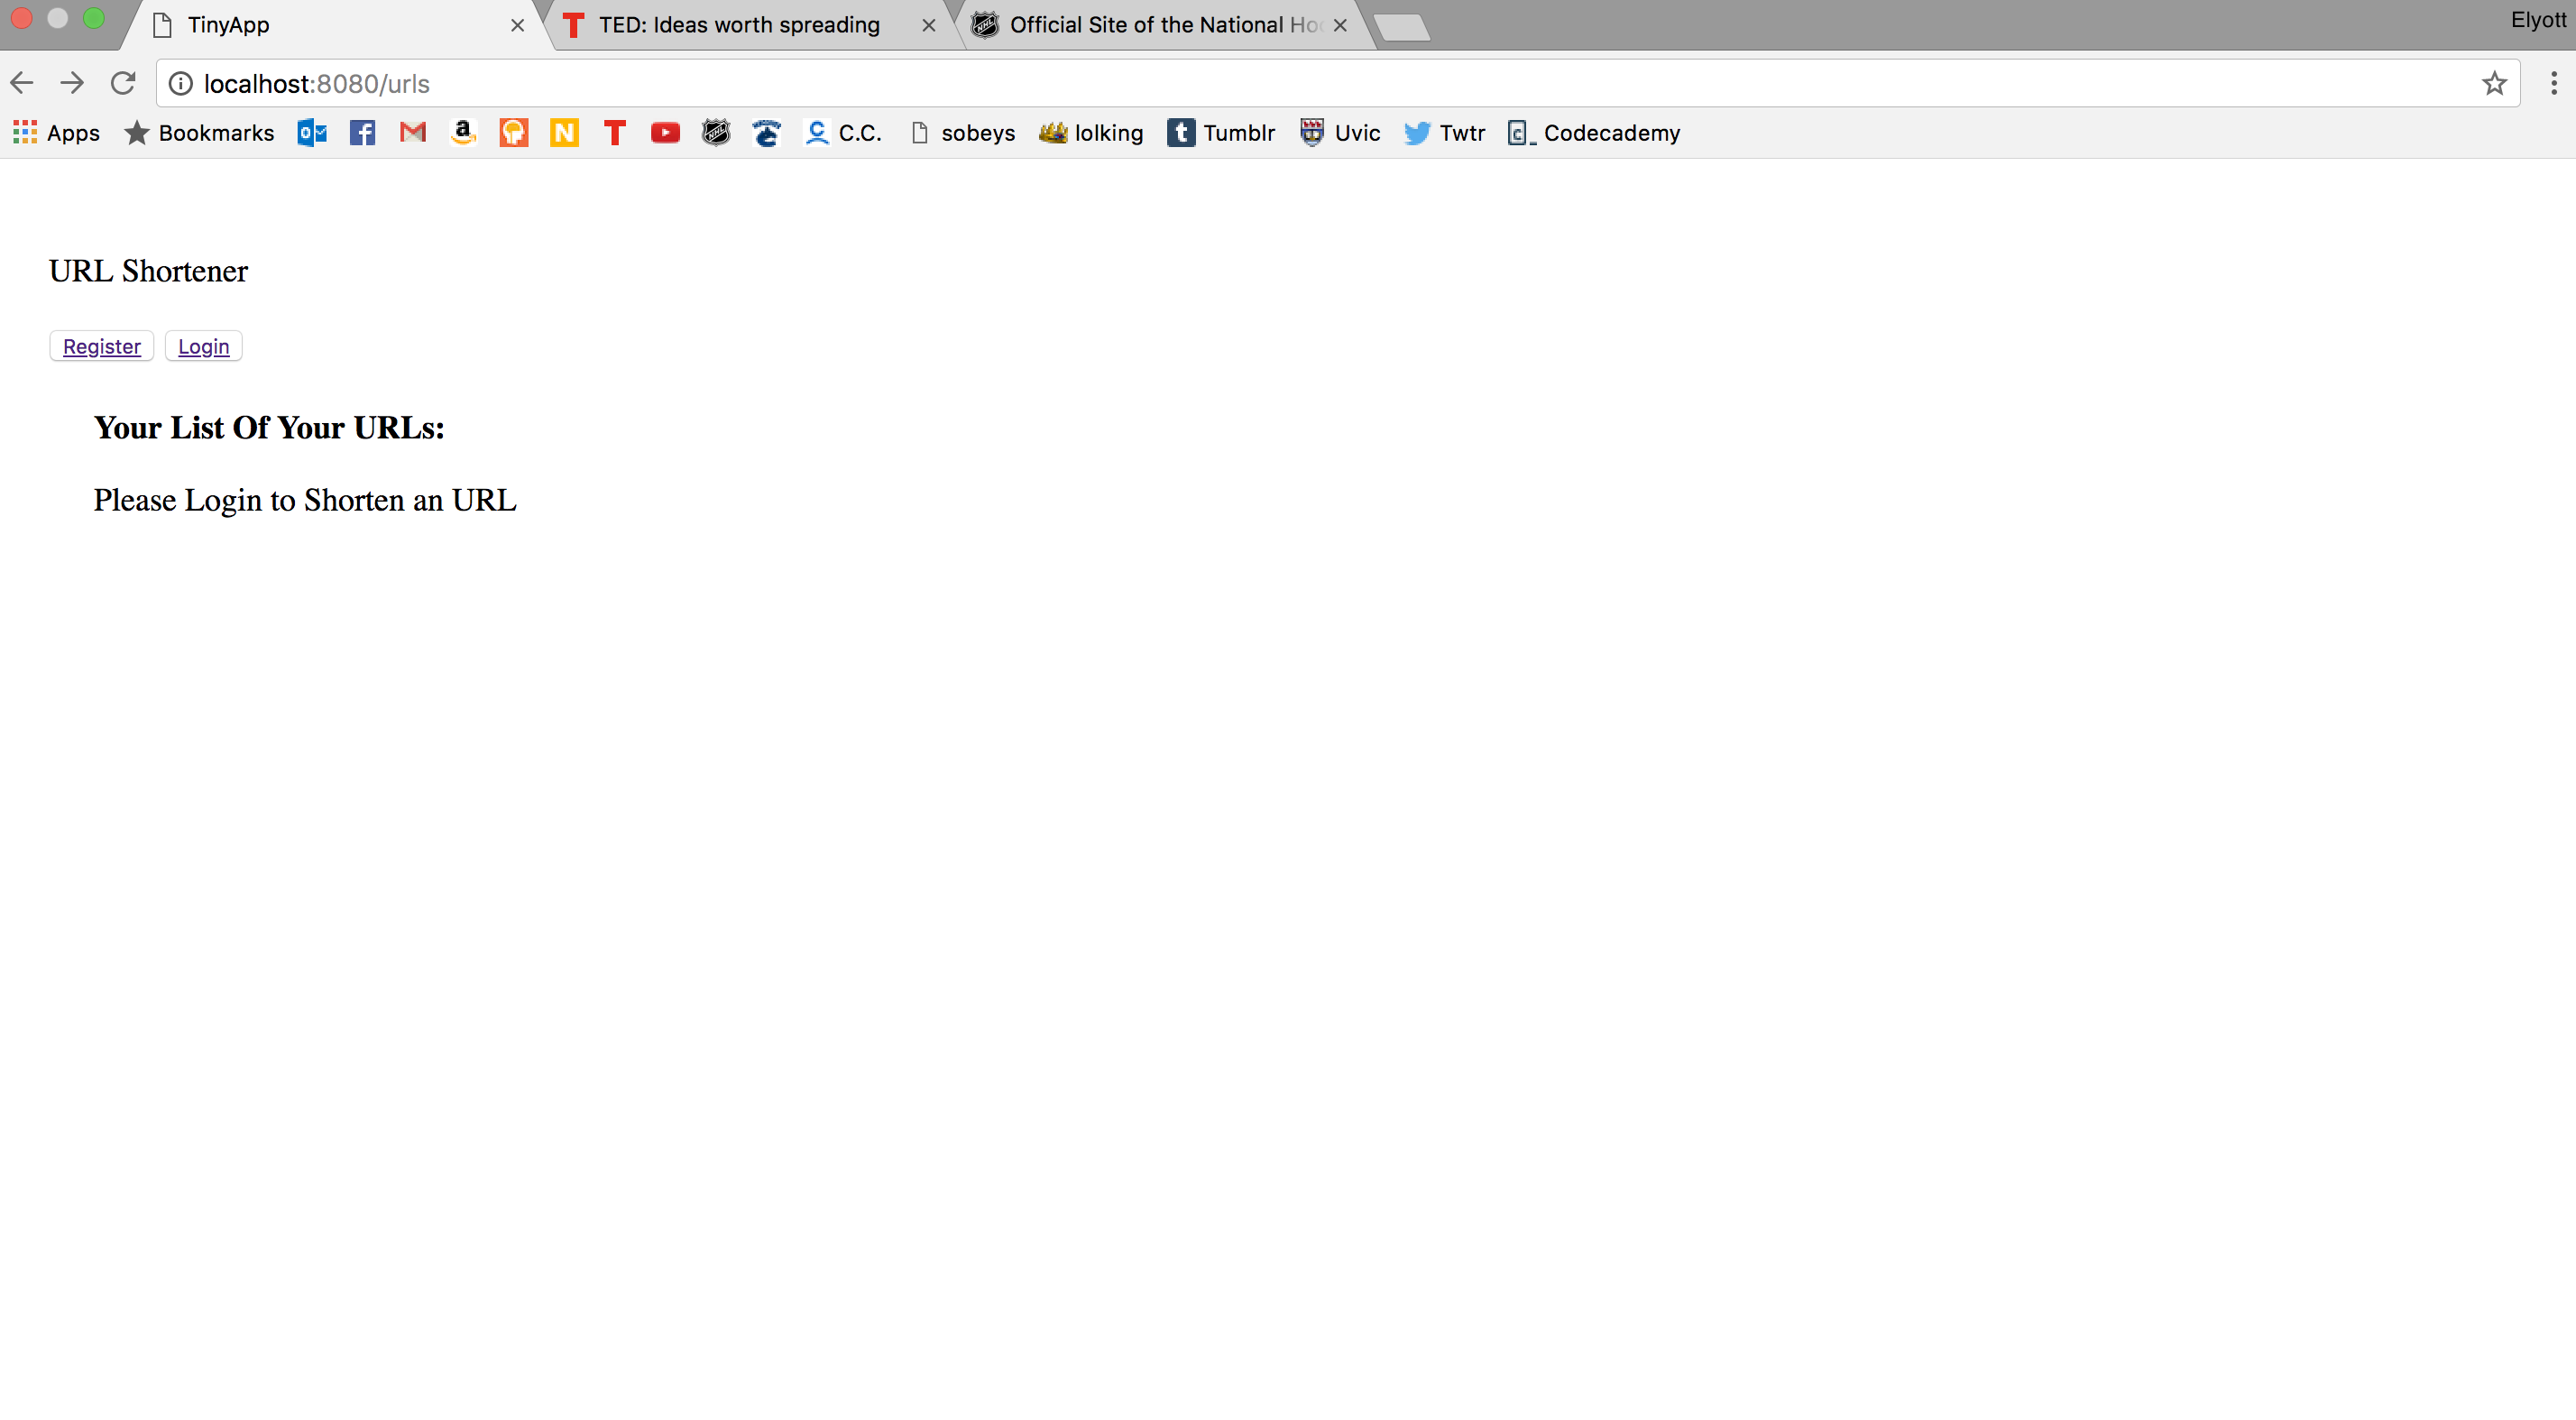 TinyApp
TED: Ideas worth spreading
Official Site of the National Ho
Elyott
localhost:8080/urls
Apps Bookmarks C.C. sobeys lolking Tumblr Uvic Twtr Codecademy
URL Shortener
Register Login
Your List Of Your URLs:
Please Login to Shorten an URL